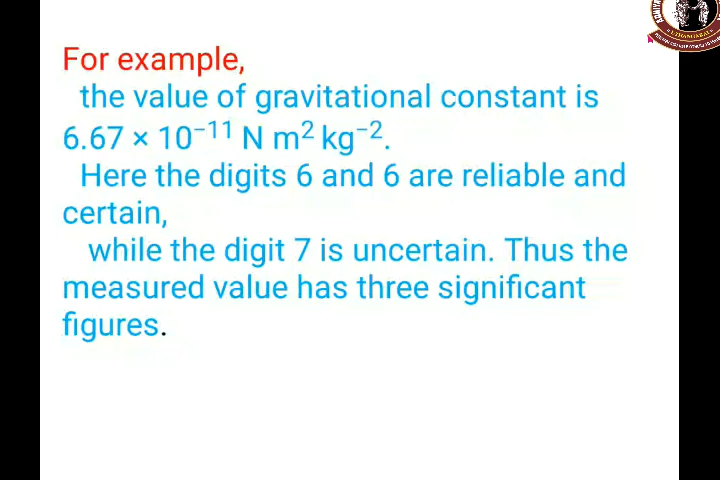 For example,
the value of gravitational constant is
6.67 × 10⁻¹¹ N m² kg⁻².
Here the digits 6 and 6 are reliable and
certain,
while the digit 7 is uncertain. Thus the
measured value has three significant
figures.